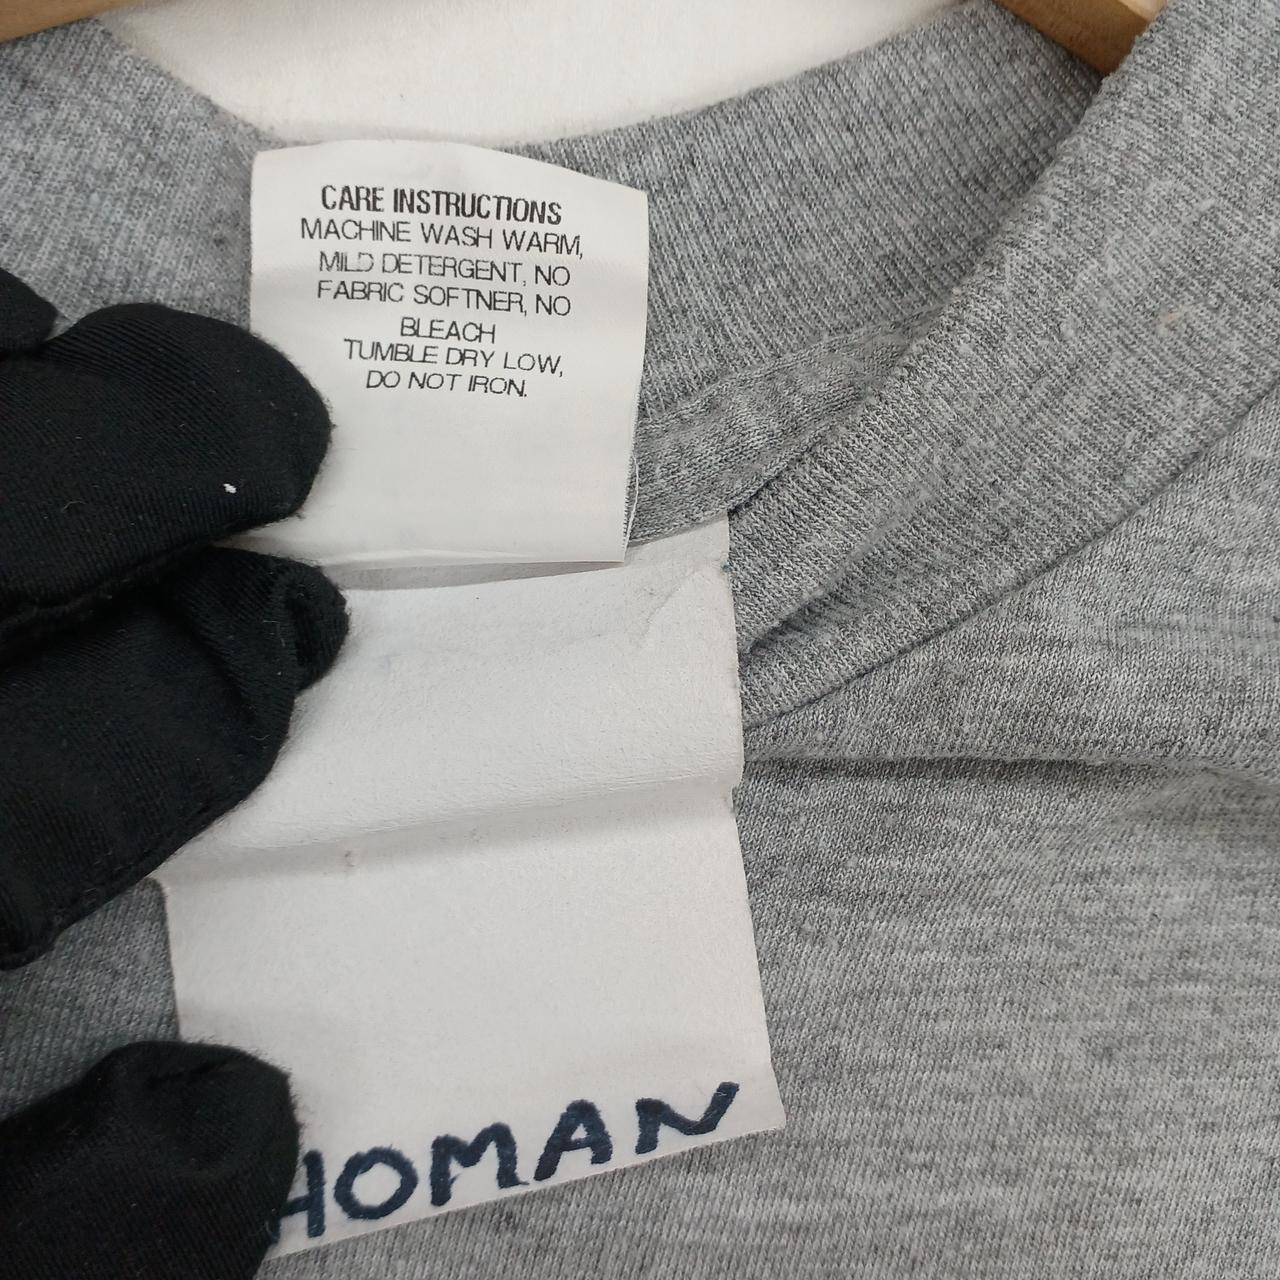 CARE INSTRUCTIONS
MACHINE WASH WARM,
MILD DETERGENT, NO
FABRIC SOFTNER, NO
BLEACH
TUMBLE DRY LOW,
DO NOT IRON.
HOMAN